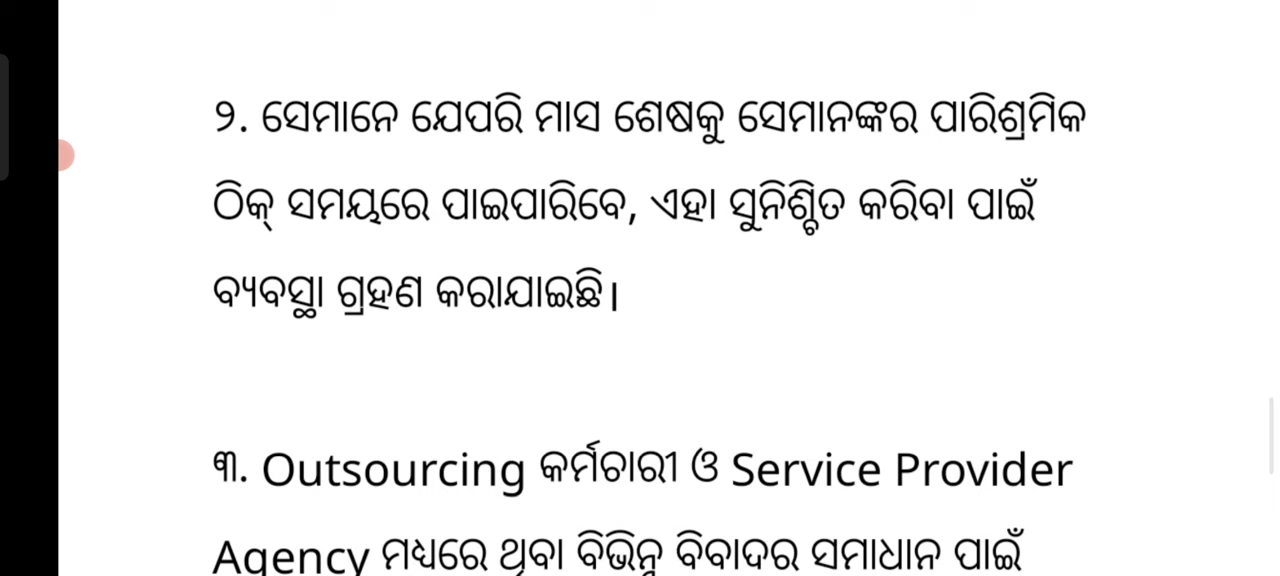 ୨. ସେମାନେ ଯେପରି ମାସ ଶେଷକୁ ସେମାନଙ୍କର ପାରିଶ୍ରମିକ
ଠିକ୍ ସମୟରେ ପାଇପାରିବେ, ଏହା ସୁନିଶ୍ଚିତ କରିବା ପାଇଁ
ବ୍ୟବସ୍ଥା ଗ୍ରହଣ କରାଯାଇଛି।
୩. Outsourcing କର୍ମଚାରୀ ଓ Service Provider
Agency ମଧ୍ୟରେ ଥିବା ବିଭିନ୍ନ ବିବାଦର ସମାଧାନ ପାଇଁ